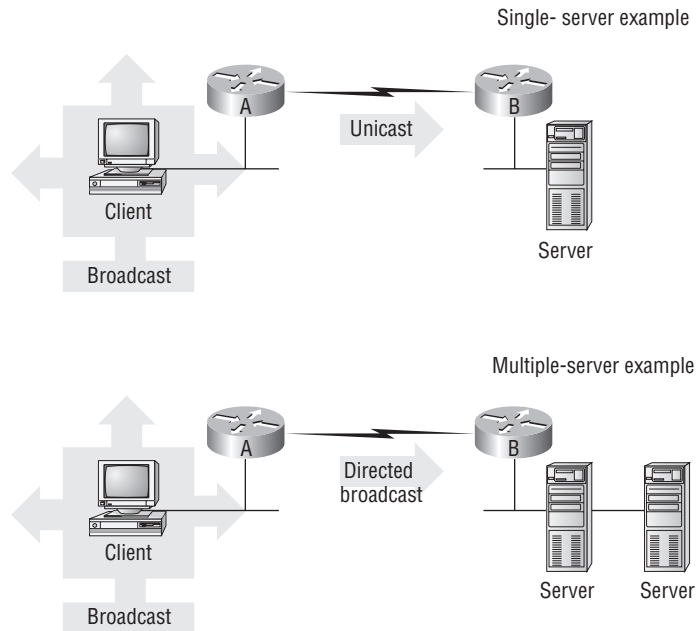 Single- server example
A
B
Unicast
Client
Server
Broadcast
Multiple-server example
A
B
Directed
broadcast
Client
Server
Server
Broadcast